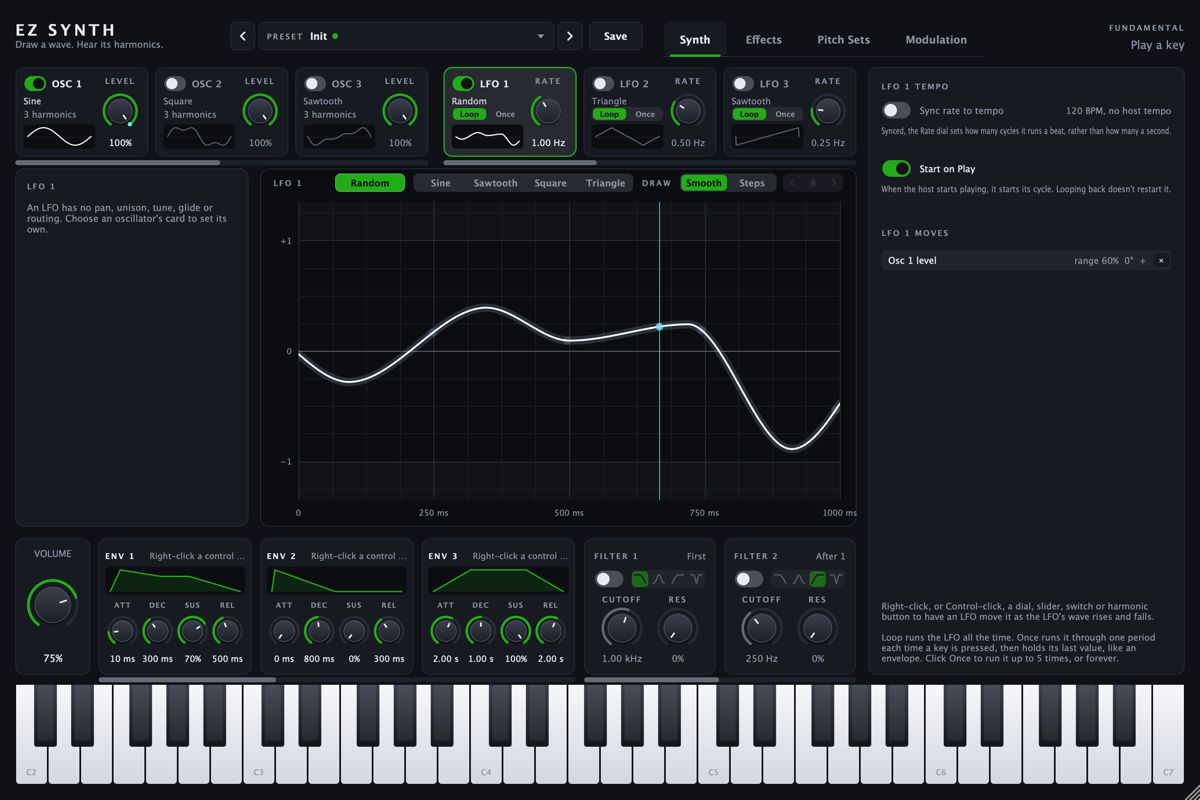 EZ SYNTH
Draw a wave. Hear its harmonics.
PRESET Init
Save
Synth
Effects
Pitch Sets
Modulation
FUNDAMENTAL
Play a key
OSC 1
LEVEL
Sine
3 harmonics
100%
OSC 2
LEVEL
Square
3 harmonics
100%
OSC 3
LEVEL
Sawtooth
3 harmonics
100%
LFO 1
RATE
Random
Loop Once
1.00 Hz
LFO 2
RATE
Triangle
Loop Once
0.50 Hz
LFO 3
RATE
Sawtooth
Loop Once
0.25 Hz
LFO 1 TEMPO
Sync rate to tempo 120 BPM, no host tempo
Synced, the Rate dial sets how many cycles it runs a beat, rather than how many a second.
Start on Play
When the host starts playing, it starts its cycle. Looping back doesn't restart it.
LFO 1 MOVES
Osc 1 level range 60% 0° + ×
Right-click, or Control-click, a dial, slider, switch or harmonic
button to have an LFO move it as the LFO's wave rises and falls.
Loop runs the LFO all the time. Once runs it through one period
each time a key is pressed, then holds its last value, like an
envelope. Click Once to run it up to 5 times, or forever.
LFO 1
An LFO has no pan, unison, tune, glide or
routing. Choose an oscillator's card to set its
own.
LFO 1 Random Sine Sawtooth Square Triangle DRAW Smooth Steps 8
+1
0
−1
0 250 ms 500 ms 750 ms 1000 ms
VOLUME
75%
ENV 1 Right-click a control ...
ATT DEC SUS REL
10 ms 300 ms 70% 500 ms
ENV 2 Right-click a control ...
ATT DEC SUS REL
0 ms 800 ms 0% 300 ms
ENV 3 Right-click a control ...
ATT DEC SUS REL
2.00 s 1.00 s 100% 2.00 s
FILTER 1 First
CUTOFF RES
1.00 kHz 0%
FILTER 2 After 1
CUTOFF RES
250 Hz 0%
C2 C3 C4 C5 C6 C7